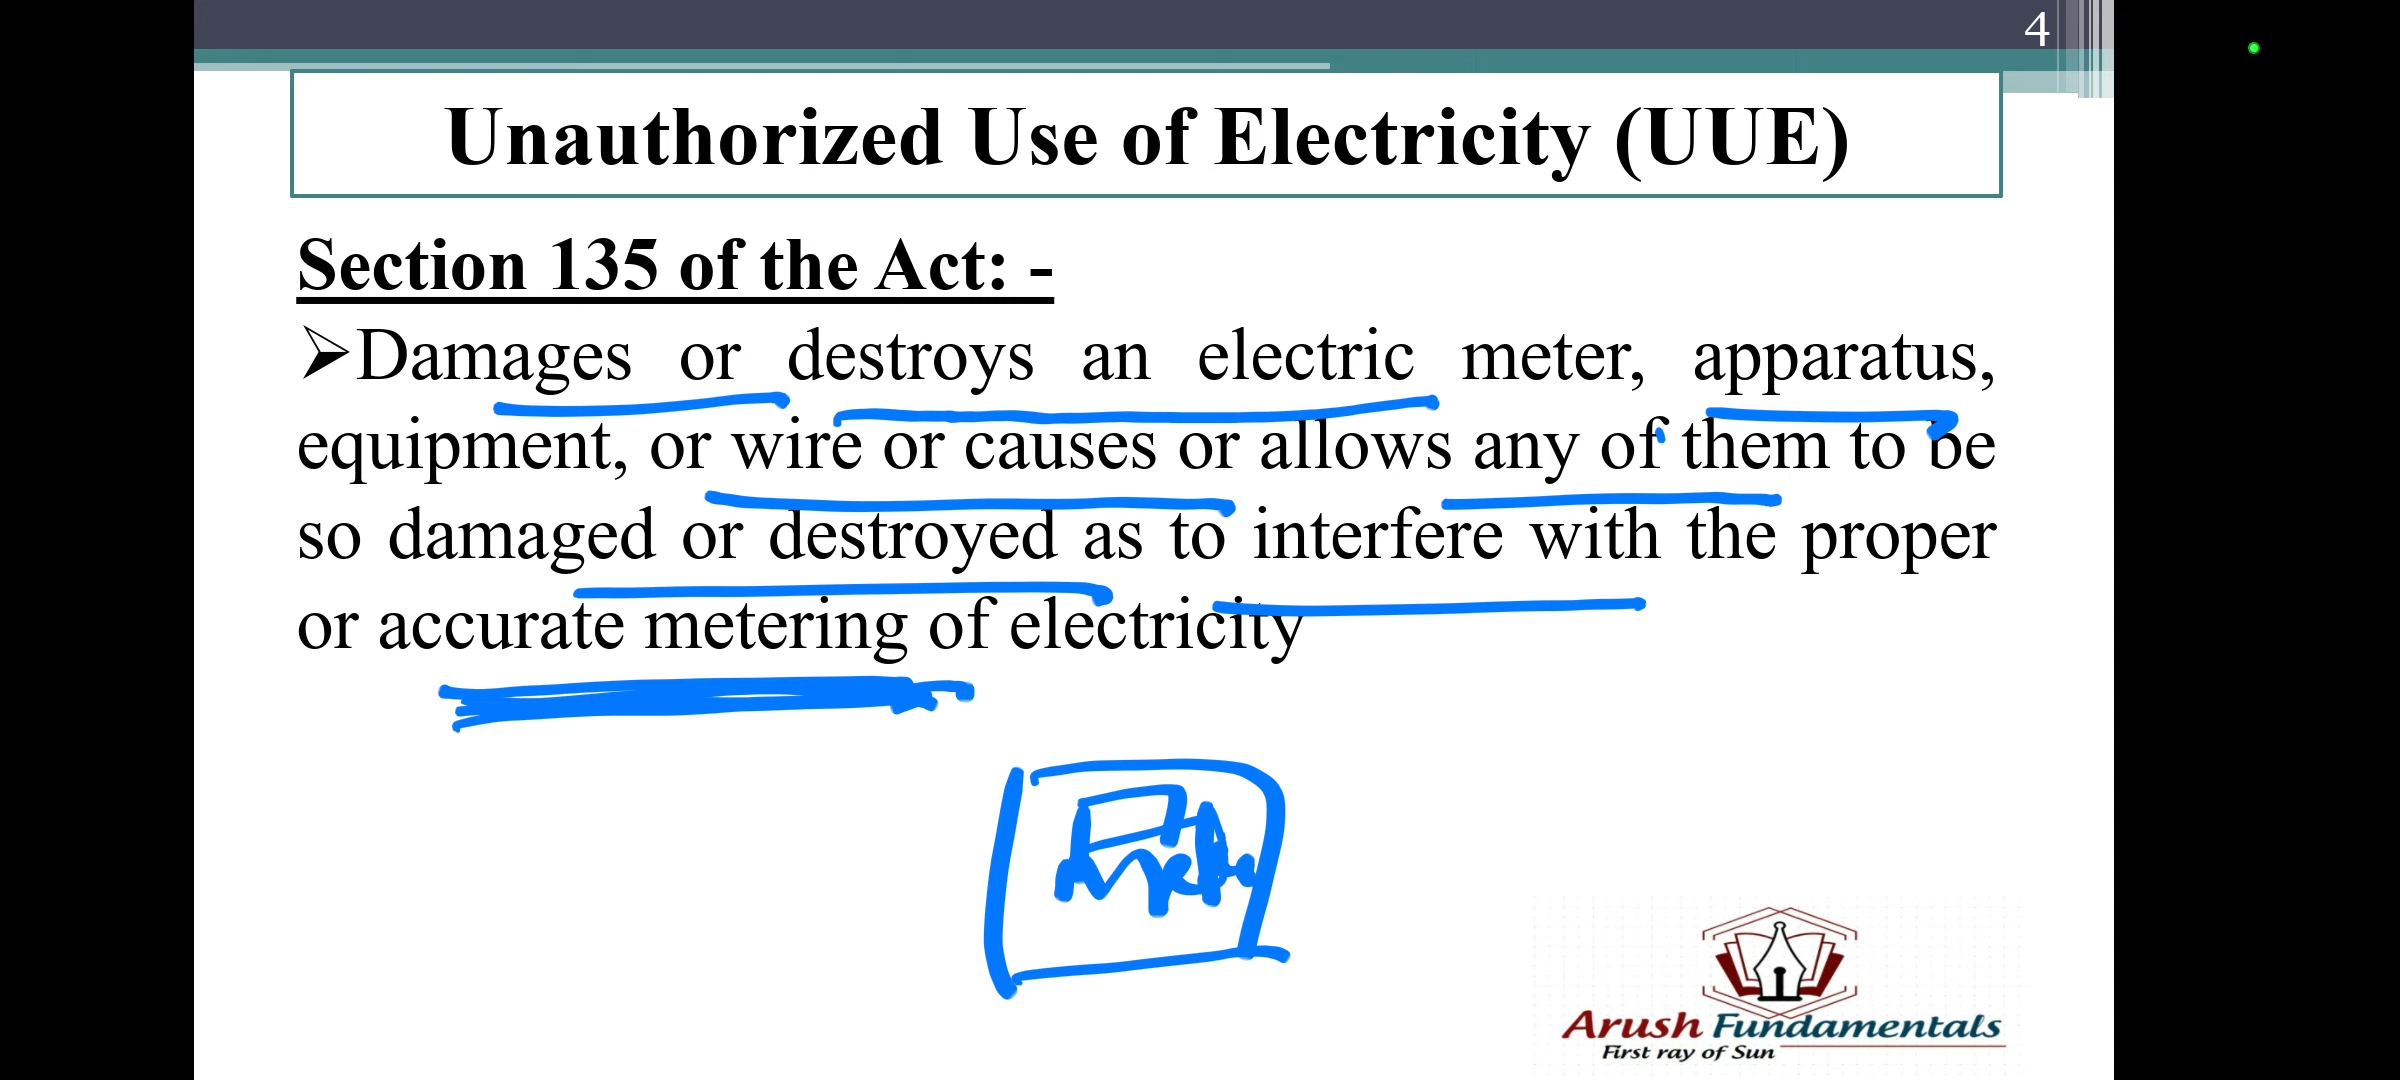 4
Unauthorized Use of Electricity (UUE)
Section 135 of the Act: -
➢Damages or destroys an electric meter, apparatus,
equipment, or wire or causes or allows any of them to be
so damaged or destroyed as to interfere with the proper
or accurate metering of electricity
Arush Fundamentals
First ray of Sun